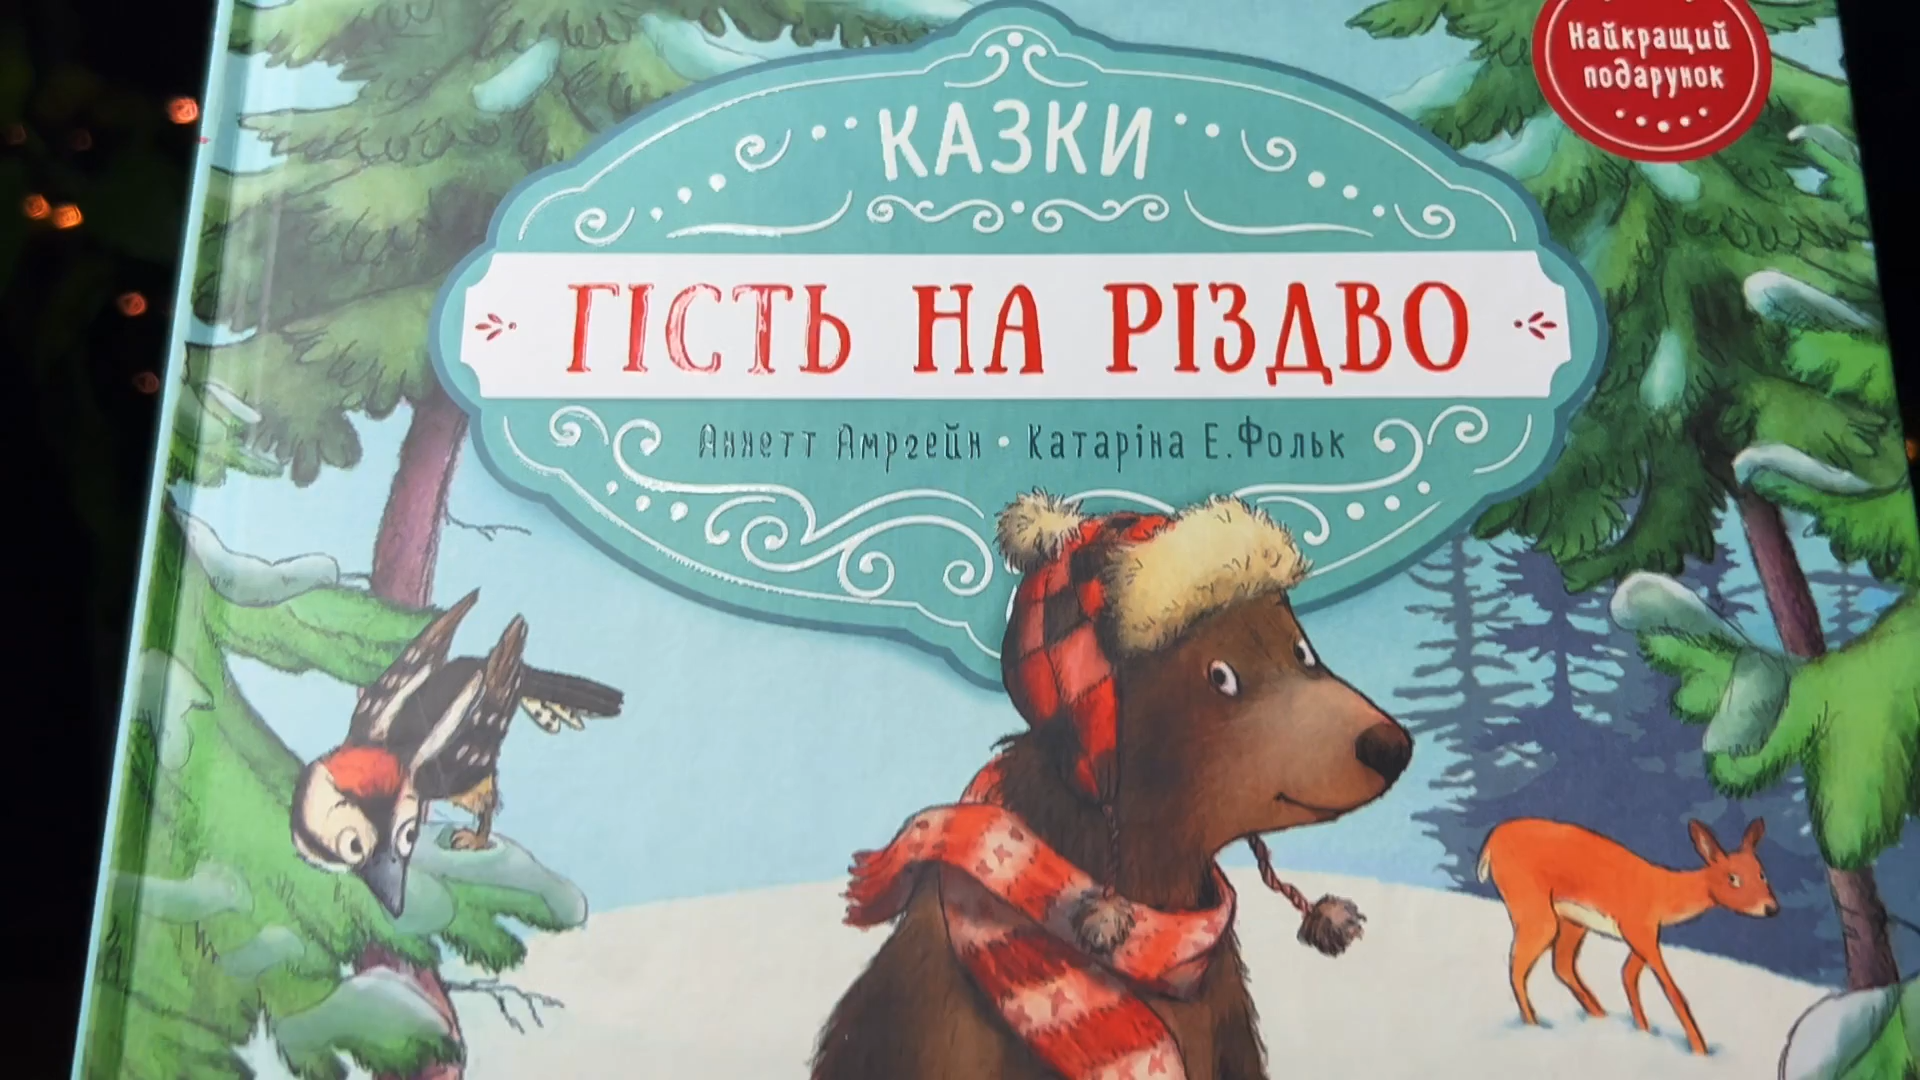 Найкращий
подарунок
КАЗКИ
ГІСТЬ НА РІЗДВО
Аннетт Амргейн • Катаріна Е. Фольк